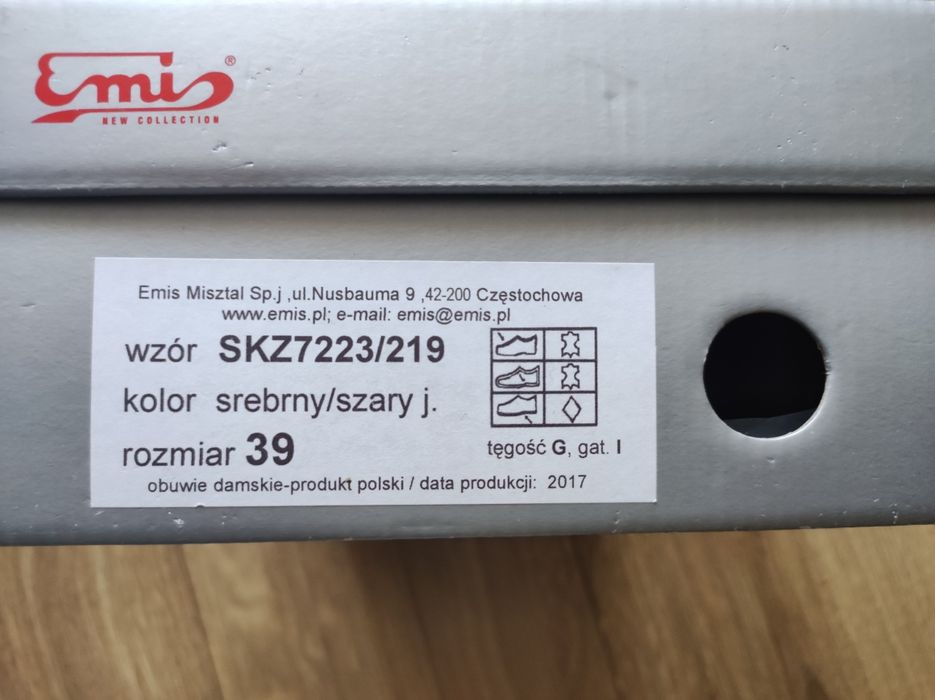 Emis®
NEW COLLECTION
Emis Misztal Sp.j ,ul.Nusbauma 9 ,42-200 Częstochowa
www.emis.pl; e-mail: emis@emis.pl
wzór SKZ7223/219
kolor srebrny/szary j.
rozmiar 39
tęgość G, gat. I
obuwie damskie-produkt polski / data produkcji: 2017